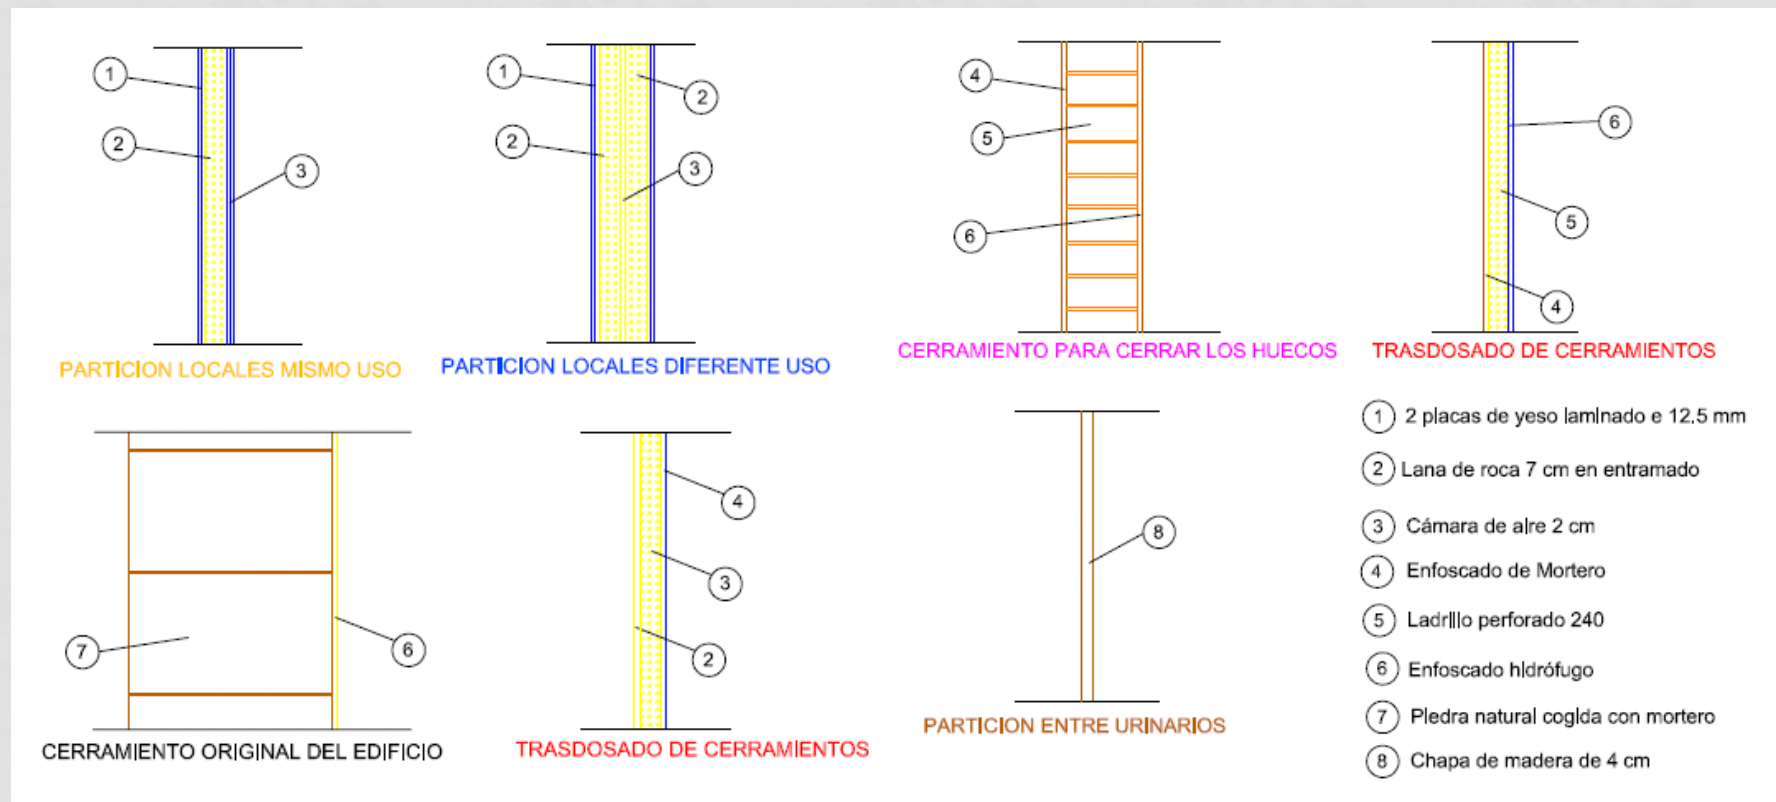 1
2
3
PARTICION LOCALES MISMO USO
1
2
2
3
PARTICION LOCALES DIFERENTE USO
4
5
6
CERRAMIENTO PARA CERRAR LOS HUECOS
6
5
4
TRASDOSADO DE CERRAMIENTOS
7
6
CERRAMIENTO ORIGINAL DEL EDIFICIO
4
3
2
TRASDOSADO DE CERRAMIENTOS
8
PARTICION ENTRE URINARIOS
1 2 placas de yeso laminado e 12.5 mm
2 Lana de roca 7 cm en entramado
3 Cámara de aire 2 cm
4 Enfoscado de Mortero
5 Ladrillo perforado 240
6 Enfoscado hidrófugo
7 Piedra natural cogida con mortero
8 Chapa de madera de 4 cm